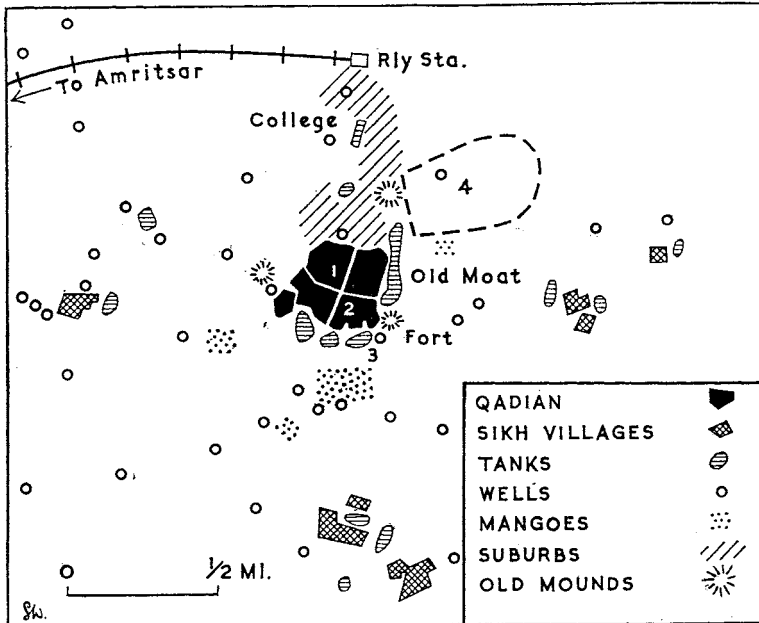 Rly Sta.
To Amritsar
College
4
1
Old Moat
2
Fort
3
QADIAN
SIKH VILLAGES
TANKS
WELLS
MANGOES
SUBURBS
OLD MOUNDS
0 1/2 MI.